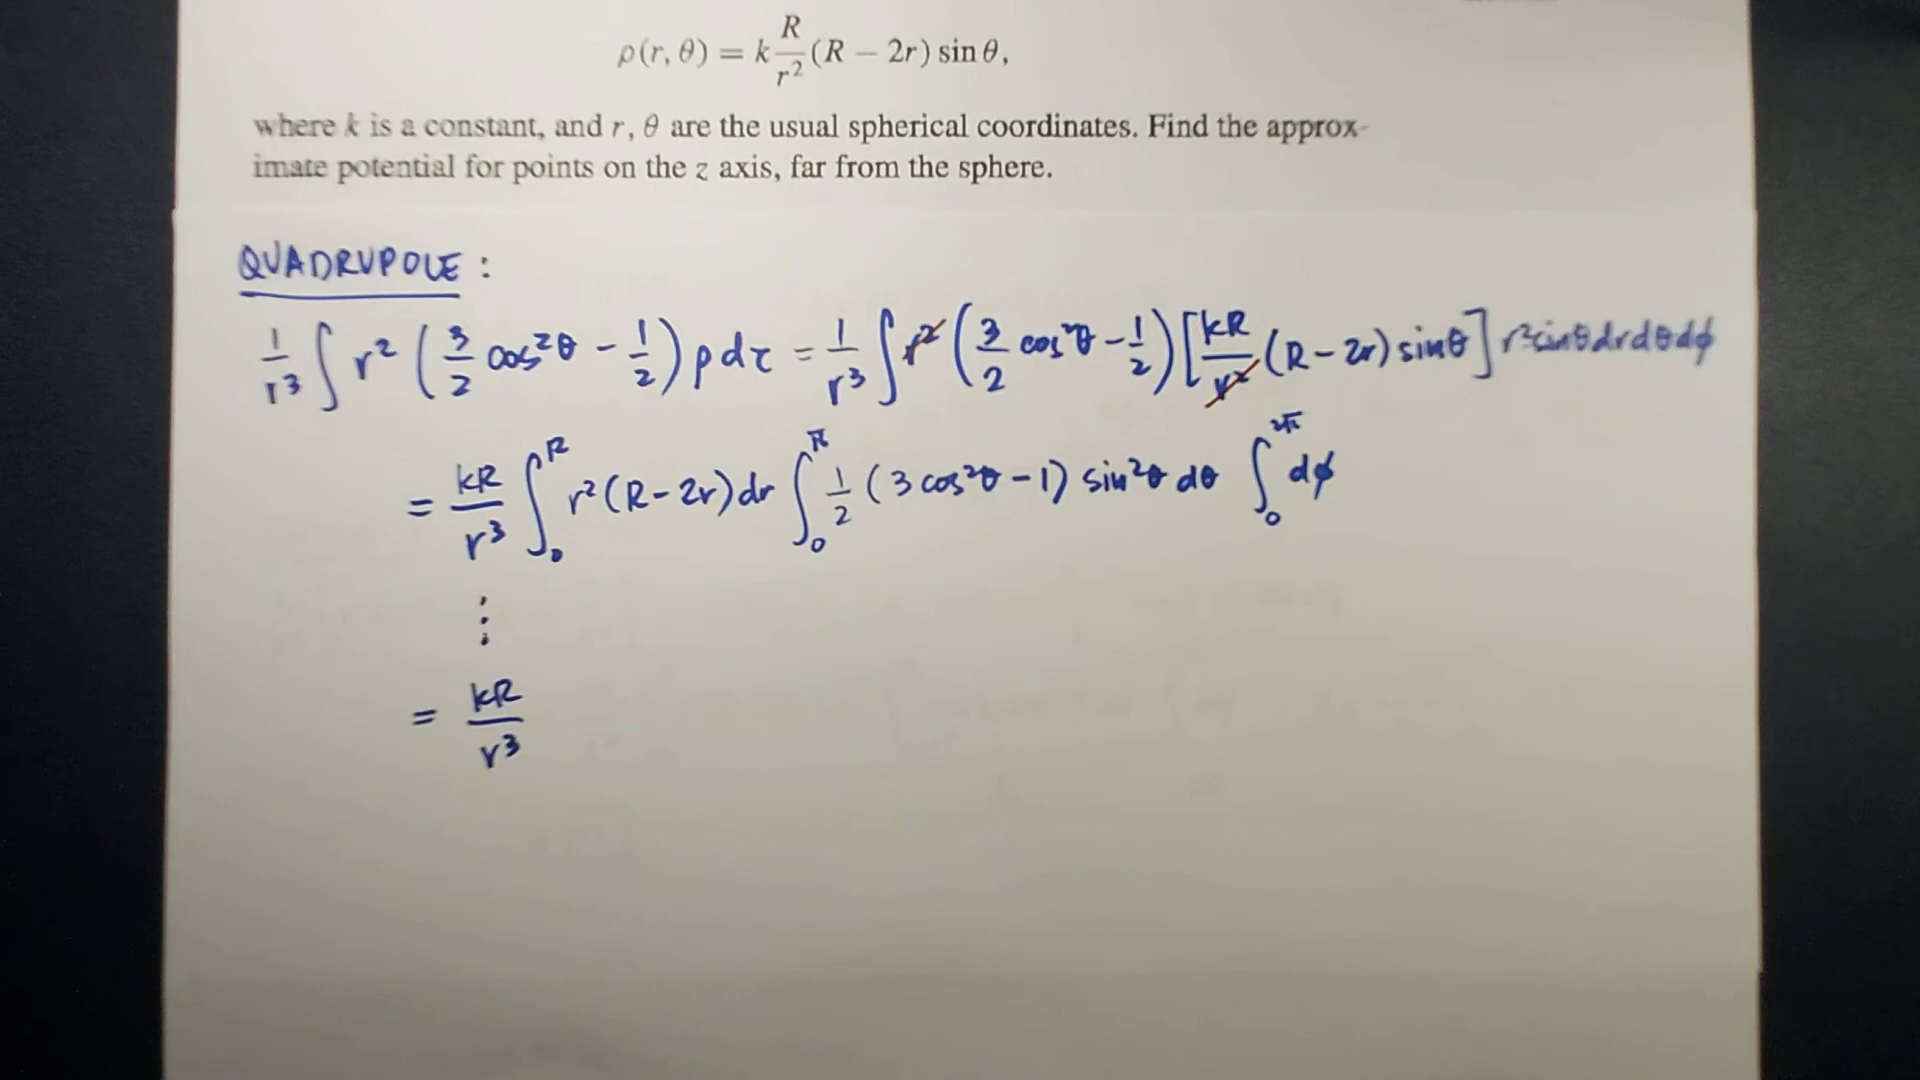 ρ(r, θ) = k R/r² (R − 2r) sin θ,
where k is a constant, and r, θ are the usual spherical coordinates. Find the approx-
imate potential for points on the z axis, far from the sphere.
QUADRUPOLE :
1/r³ ∫ r² (3/2 cos²θ − 1/2) ρ dτ = 1/r³ ∫ r² (3/2 cos²θ − 1/2) [kR/r² (R − 2r) sinθ] r² sinθ dr dθ dϕ
= kR/r³ ∫₀ᴿ r² (R − 2r) dr ∫₀^π 1/2 (3 cos²θ − 1) sin²θ dθ ∫₀^2π dϕ
⋮
= kR/r³